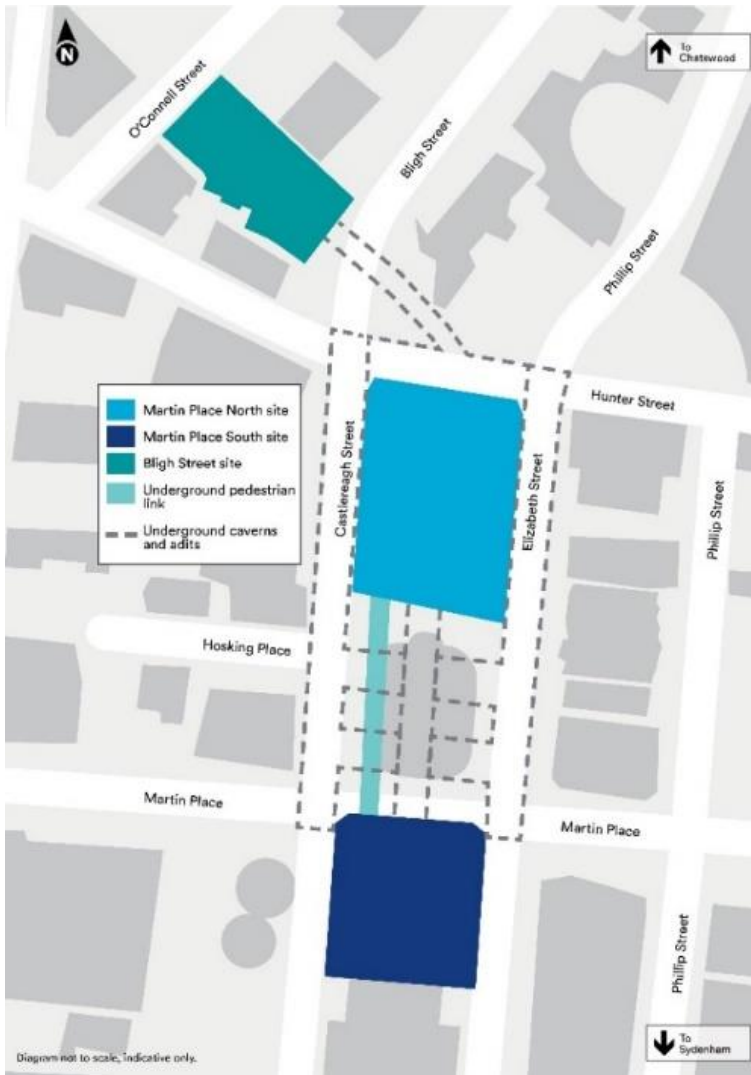 N
To
Chatswood
O'Connell Street
Bligh Street
Phillip Street
Hunter Street
Martin Place North site
Martin Place South site
Bligh Street site
Underground pedestrian
link
Underground caverns
and adits
Castlereagh Street
Elizabeth Street
Phillip Street
Hosking Place
Martin Place
Martin Place
Phillip Street
To
Sydenham
Diagram not to scale, indicative only.